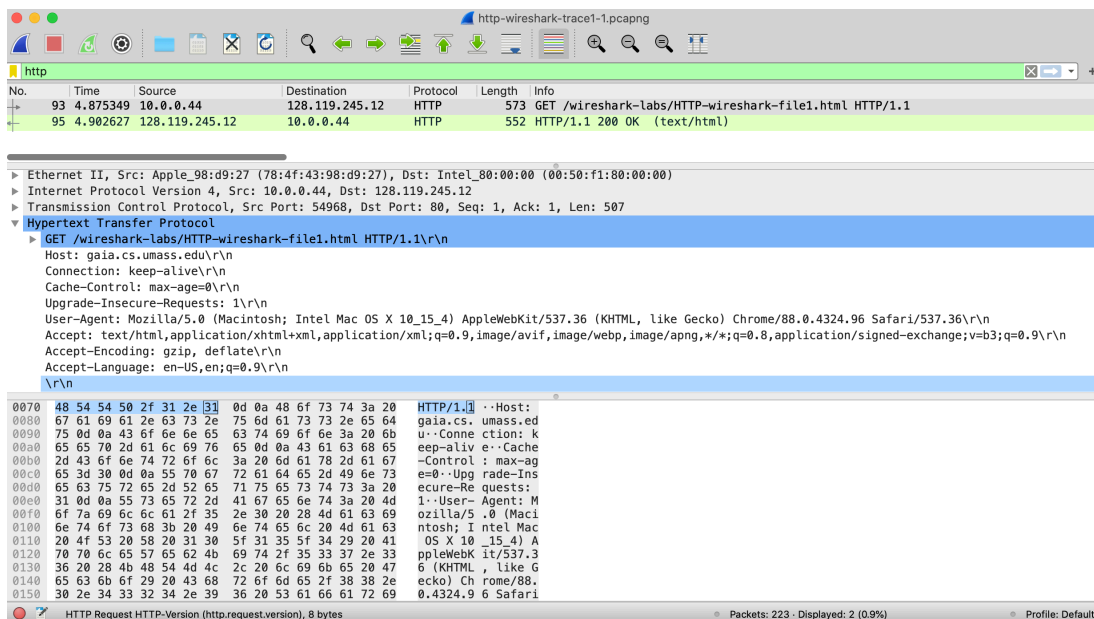 http-wireshark-trace1-1.pcapng
http
No. Time Source Destination Protocol Length Info
93 4.875349 10.0.0.44 128.119.245.12 HTTP 573 GET /wireshark-labs/HTTP-wireshark-file1.html HTTP/1.1
95 4.902627 128.119.245.12 10.0.0.44 HTTP 552 HTTP/1.1 200 OK (text/html)
Ethernet II, Src: Apple_98:d9:27 (78:4f:43:98:d9:27), Dst: Intel_80:00:00 (00:50:f1:80:00:00)
Internet Protocol Version 4, Src: 10.0.0.44, Dst: 128.119.245.12
Transmission Control Protocol, Src Port: 54968, Dst Port: 80, Seq: 1, Ack: 1, Len: 507
Hypertext Transfer Protocol
GET /wireshark-labs/HTTP-wireshark-file1.html HTTP/1.1\r\n
Host: gaia.cs.umass.edu\r\n
Connection: keep-alive\r\n
Cache-Control: max-age=0\r\n
Upgrade-Insecure-Requests: 1\r\n
User-Agent: Mozilla/5.0 (Macintosh; Intel Mac OS X 10_15_4) AppleWebKit/537.36 (KHTML, like Gecko) Chrome/88.0.4324.96 Safari/537.36\r\n
Accept: text/html,application/xhtml+xml,application/xml;q=0.9,image/avif,image/webp,image/apng,*/*;q=0.8,application/signed-exchange;v=b3;q=0.9\r\n
Accept-Encoding: gzip, deflate\r\n
Accept-Language: en-US,en;q=0.9\r\n
\r\n
0070 48 54 54 50 2f 31 2e 31 0d 0a 48 6f 73 74 3a 20 HTTP/1.1 ··Host:
0080 67 61 69 61 2e 63 73 2e 75 6d 61 73 73 2e 65 64 gaia.cs. umass.ed
0090 75 0d 0a 43 6f 6e 6e 65 63 74 69 6f 6e 3a 20 6b u··Conne ction: k
00a0 65 65 70 2d 61 6c 69 76 65 0d 0a 43 61 63 68 65 eep-aliv e··Cache
00b0 2d 43 6f 6e 74 72 6f 6c 3a 20 6d 61 78 2d 61 67 -Control : max-ag
00c0 65 3d 30 0d 0a 55 70 67 72 61 64 65 2d 49 6e 73 e=0··Upg rade-Ins
00d0 65 63 75 72 65 2d 52 65 71 75 65 73 74 73 3a 20 ecure-Re quests:
00e0 31 0d 0a 55 73 65 72 2d 41 67 65 6e 74 3a 20 4d 1··User- Agent: M
00f0 6f 7a 69 6c 6c 61 2f 35 2e 30 20 28 4d 61 63 69 ozilla/5 .0 (Maci
0100 6e 74 6f 73 68 3b 20 49 6e 74 65 6c 20 4d 61 63 ntosh; I ntel Mac
0110 20 4f 53 20 58 20 31 30 5f 31 35 5f 34 29 20 41 OS X 10 _15_4) A
0120 70 70 6c 65 57 65 62 4b 69 74 2f 35 33 37 2e 33 ppleWebK it/537.3
0130 36 20 28 4b 48 54 4d 4c 2c 20 6c 69 6b 65 20 47 6 (KHTML , like G
0140 65 63 6b 6f 29 20 43 68 72 6f 6d 65 2f 38 38 2e ecko) Ch rome/88.
0150 30 2e 34 33 32 34 2e 39 36 20 53 61 66 61 72 69 0.4324.9 6 Safari
HTTP Request HTTP-Version (http.request.version), 8 bytes Packets: 223 · Displayed: 2 (0.9%) Profile: Default